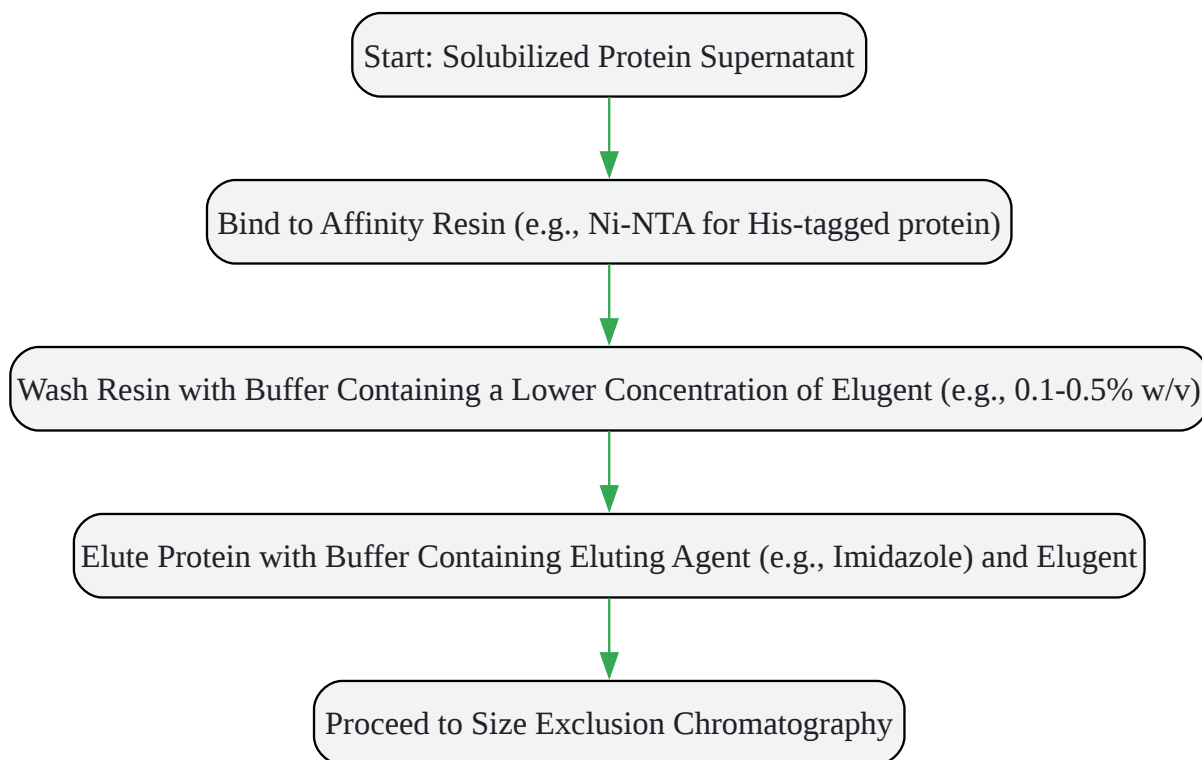 Start: Solubilized Protein Supernatant
Bind to Affinity Resin (e.g., Ni-NTA for His-tagged protein)
Wash Resin with Buffer Containing a Lower Concentration of Elugent (e.g., 0.1-0.5% w/v)
Elute Protein with Buffer Containing Eluting Agent (e.g., Imidazole) and Elugent
Proceed to Size Exclusion Chromatography